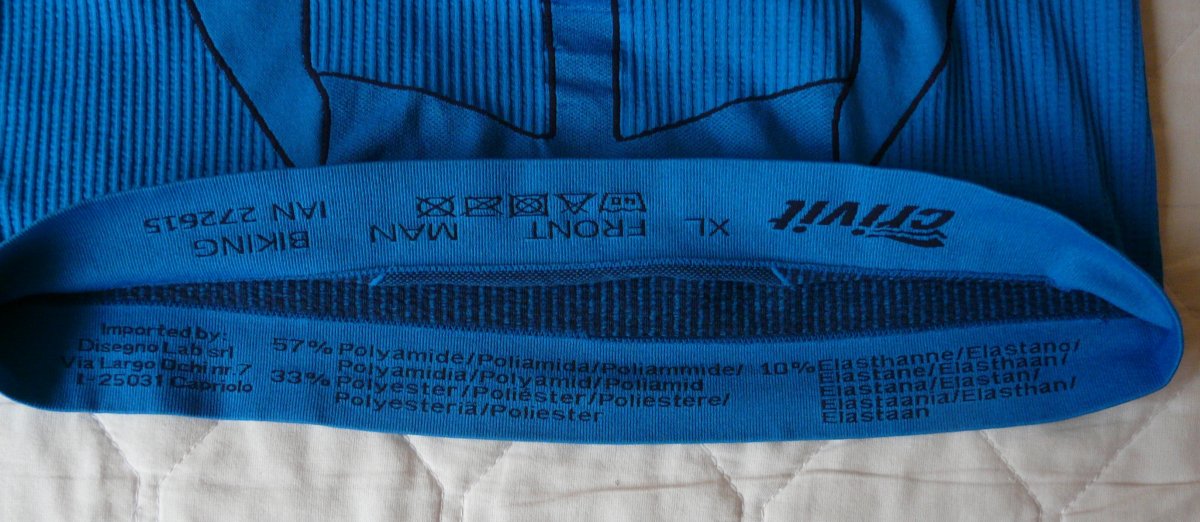 crivit
XL
FRONT
MAN
BIKING
IAN 272615
Imported by:
Disegno Lab srl
Via Largo Dchi nr.7
I-25031 Capriolo
57% Polyamide/Poliamida/Poliammide/
Polyamidia/Polyamid/Poliamid
33% Polyester/Poliéster/Poliestere/
Polyesteria/Poliester
10% Elasthanne/Elastano/
Elastane/Elasthaan/
Elastana/Elastan/
Elastaania/Elasthan/
Elastaan